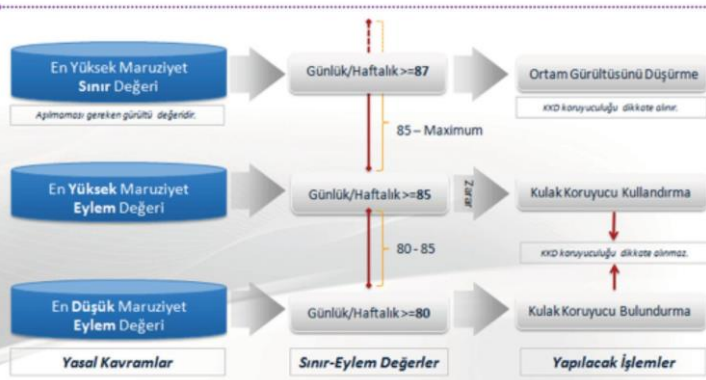 En Yüksek Maruziyet
Sınır Değeri
Aşılmaması gereken gürültü değeridir.
Günlük/Haftalık >=87
Ortam Gürültüsünü Düşürme
KKD koruyuculuğu dikkate alınır.
85 – Maximum
En Yüksek Maruziyet
Eylem Değeri
Günlük/Haftalık >=85
Zarar
Kulak Koruyucu Kullandırma
80 - 85
KKD koruyuculuğu dikkate alınmaz.
En Düşük Maruziyet
Eylem Değeri
Günlük/Haftalık >=80
Kulak Koruyucu Bulundurma
Yasal Kavramlar
Sınır-Eylem Değerler
Yapılacak İşlemler